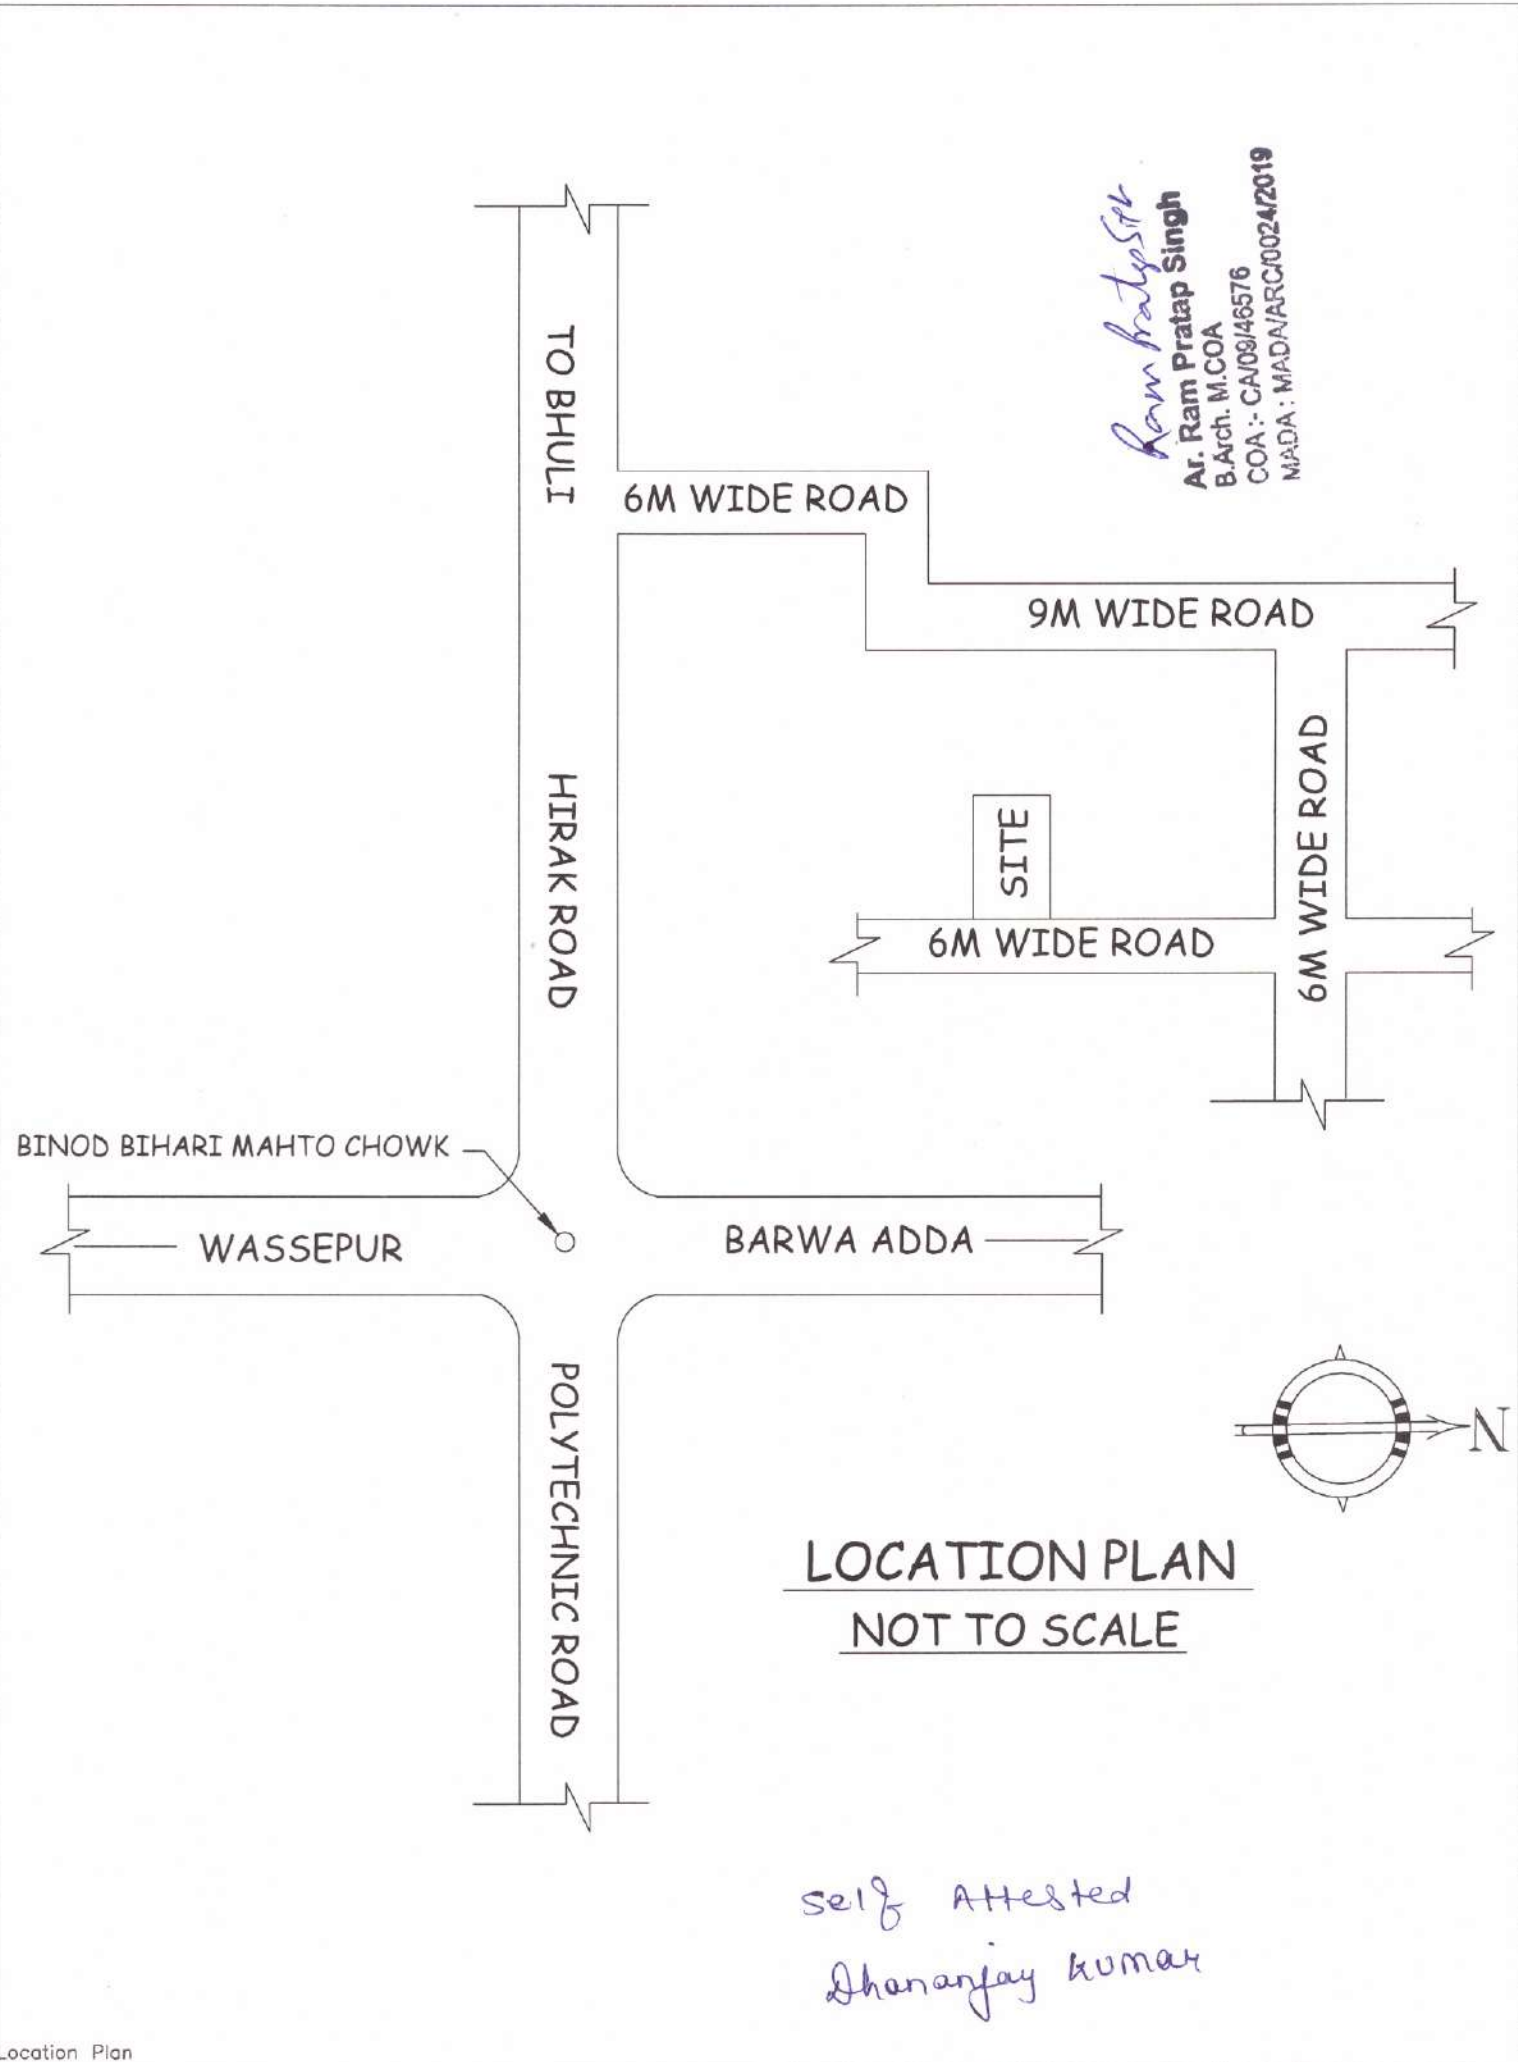 Ram Pratap
Ar. Ram Pratap Singh
B.Arch. M.COA
COA :- CA/09/46576
MADA : MADA/ARC/0024/2019
TO BHULI
6M WIDE ROAD
9M WIDE ROAD
HIRAK ROAD
SITE
6M WIDE ROAD
6M WIDE ROAD
BINOD BIHARI MAHTO CHOWK
WASSEPUR
BARWA ADDA
POLYTECHNIC ROAD
N
LOCATION PLAN
NOT TO SCALE
Self Attested
Dhananjay Kumar
Location Plan